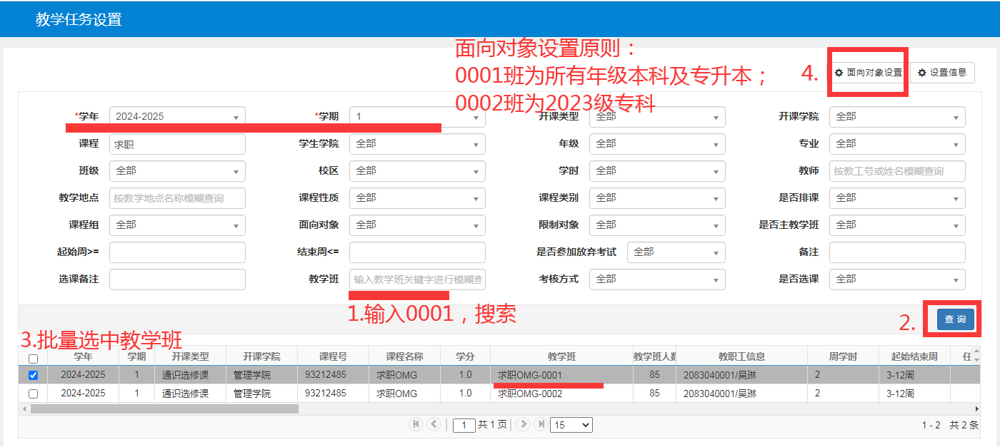 教学任务设置
面向对象设置原则：
0001班为所有年级本科及专升本；
0002班为2023级专科
4.
面向对象设置
设置信息
*学年 2024-2025 *学期 1 开课类型 全部 开课学院 全部
课程 求职 学生学院 全部 年级 全部 专业 全部
班级 全部 校区 全部 学时 全部 教师 按教工号或姓名模糊查询
教学地点 按教学地点名称模糊查询 课程性质 全部 课程类别 全部 是否排课 全部
课程组 全部 面向对象 全部 限制对象 全部 是否主教学班 全部
起始周>= 结束周<= 是否参加放弃考试 全部 备注
选课备注 教学班 输入教学班关键字进行模糊查 考核方式 全部 是否选课 全部
1.输入0001，搜索
2.
查 询
3.批量选中教学班
学年 学期 开课类型 开课学院 课程号 课程名称 学分 教学班 教学班人数 教职工信息 周学时 起始结束周 任
2024-2025 1 通识选修课 管理学院 93212485 求职OMG 1.0 求职OMG-0001 85 2083040001/吴琳 2 3-12周
2024-2025 1 通识选修课 管理学院 93212485 求职OMG 1.0 求职OMG-0002 85 2083040001/吴琳 2 3-12周
1 共 1 页 15 1 - 2 共 2 条